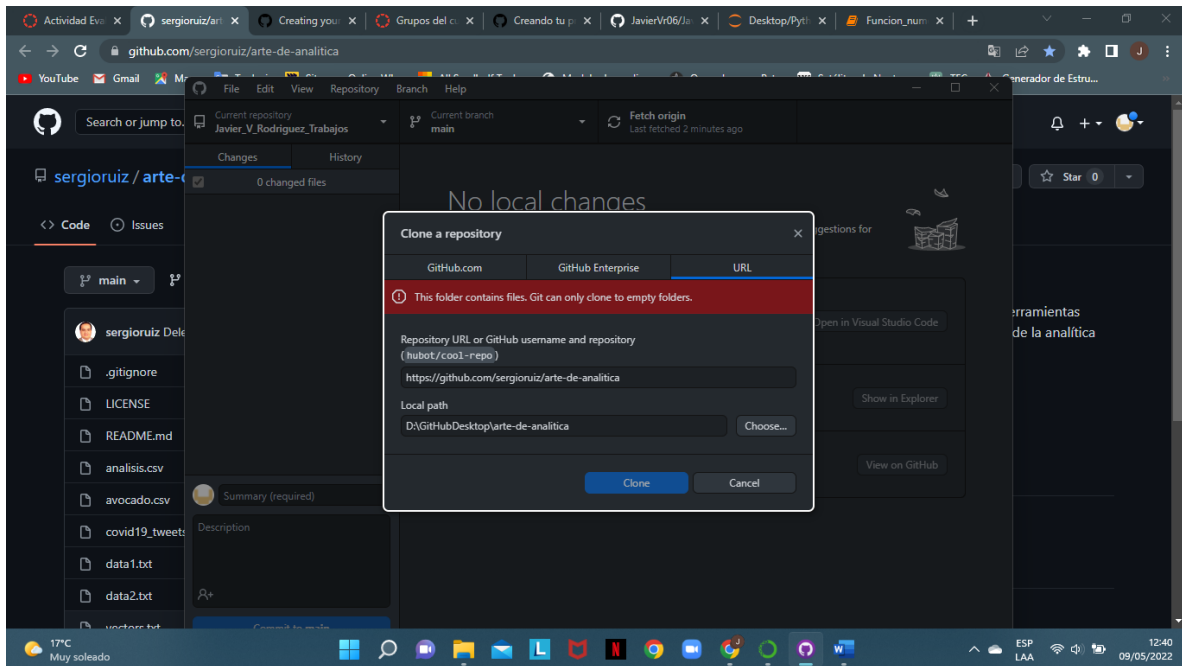 Actividad Eva
sergioruiz/art
Creating your
Grupos del cu
Creando tu p
JavierVr06/Ja
Desktop/Pyth
Funcion_num
github.com/sergioruiz/arte-de-analitica
J
YouTube
Gmail
enerador de Estru...
File Edit View Repository Branch Help
Search or jump to.
Current repository
Javier_V_Rodriguez_Trabajos
Current branch
main
Fetch origin
Last fetched 2 minutes ago
Changes
History
0 changed files
sergioruiz / arte-
Star 0
Code
Issues
No local changes
ggestions for
main
Clone a repository
GitHub.com
GitHub Enterprise
URL
This folder contains files. Git can only clone to empty folders.
Repository URL or GitHub username and repository
(hubot/cool-repo)
https://github.com/sergioruiz/arte-de-analitica
Local path
D:\GitHubDesktop\arte-de-analitica
Choose...
Clone
Cancel
Open in Visual Studio Code
Show in Explorer
View on GitHub
erramientas
de la analítica
sergioruiz Dele
.gitignore
LICENSE
README.md
analisis.csv
avocado.csv
covid19_tweets
data1.txt
data2.txt
vectors.txt
Summary (required)
Description
Commit to main
17°C
Muy soleado
ESP
LAA
12:40
09/05/2022